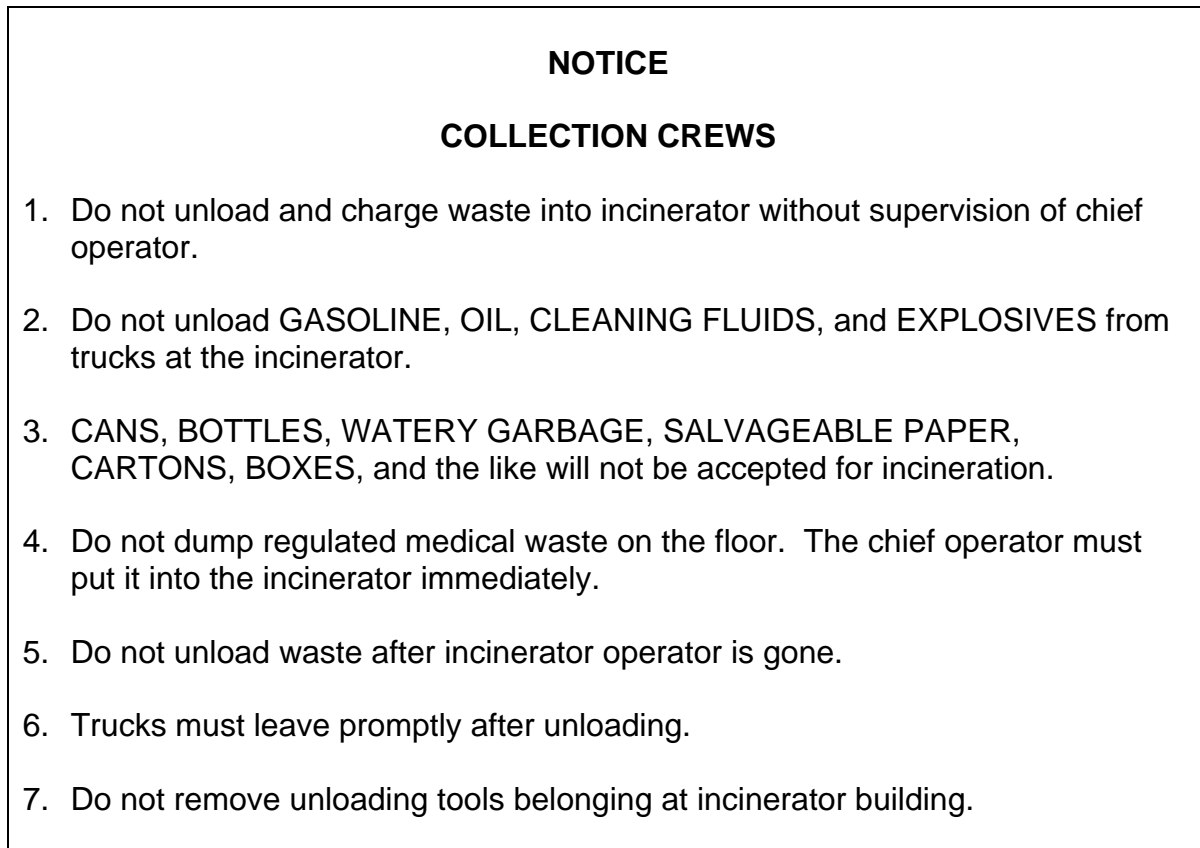 NOTICE
COLLECTION CREWS
1. Do not unload and charge waste into incinerator without supervision of chief
operator.
2. Do not unload GASOLINE, OIL, CLEANING FLUIDS, and EXPLOSIVES from
trucks at the incinerator.
3. CANS, BOTTLES, WATERY GARBAGE, SALVAGEABLE PAPER,
CARTONS, BOXES, and the like will not be accepted for incineration.
4. Do not dump regulated medical waste on the floor. The chief operator must
put it into the incinerator immediately.
5. Do not unload waste after incinerator operator is gone.
6. Trucks must leave promptly after unloading.
7. Do not remove unloading tools belonging at incinerator building.